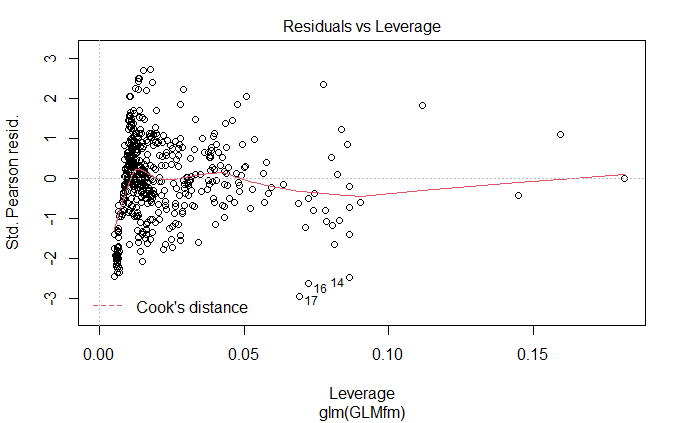 Residuals vs Leverage
Std. Pearson resid.
3
2
1
0
-1
-2
-3
16
14
17
Cook's distance
0.00
0.05
0.10
0.15
Leverage
glm(GLMfm)